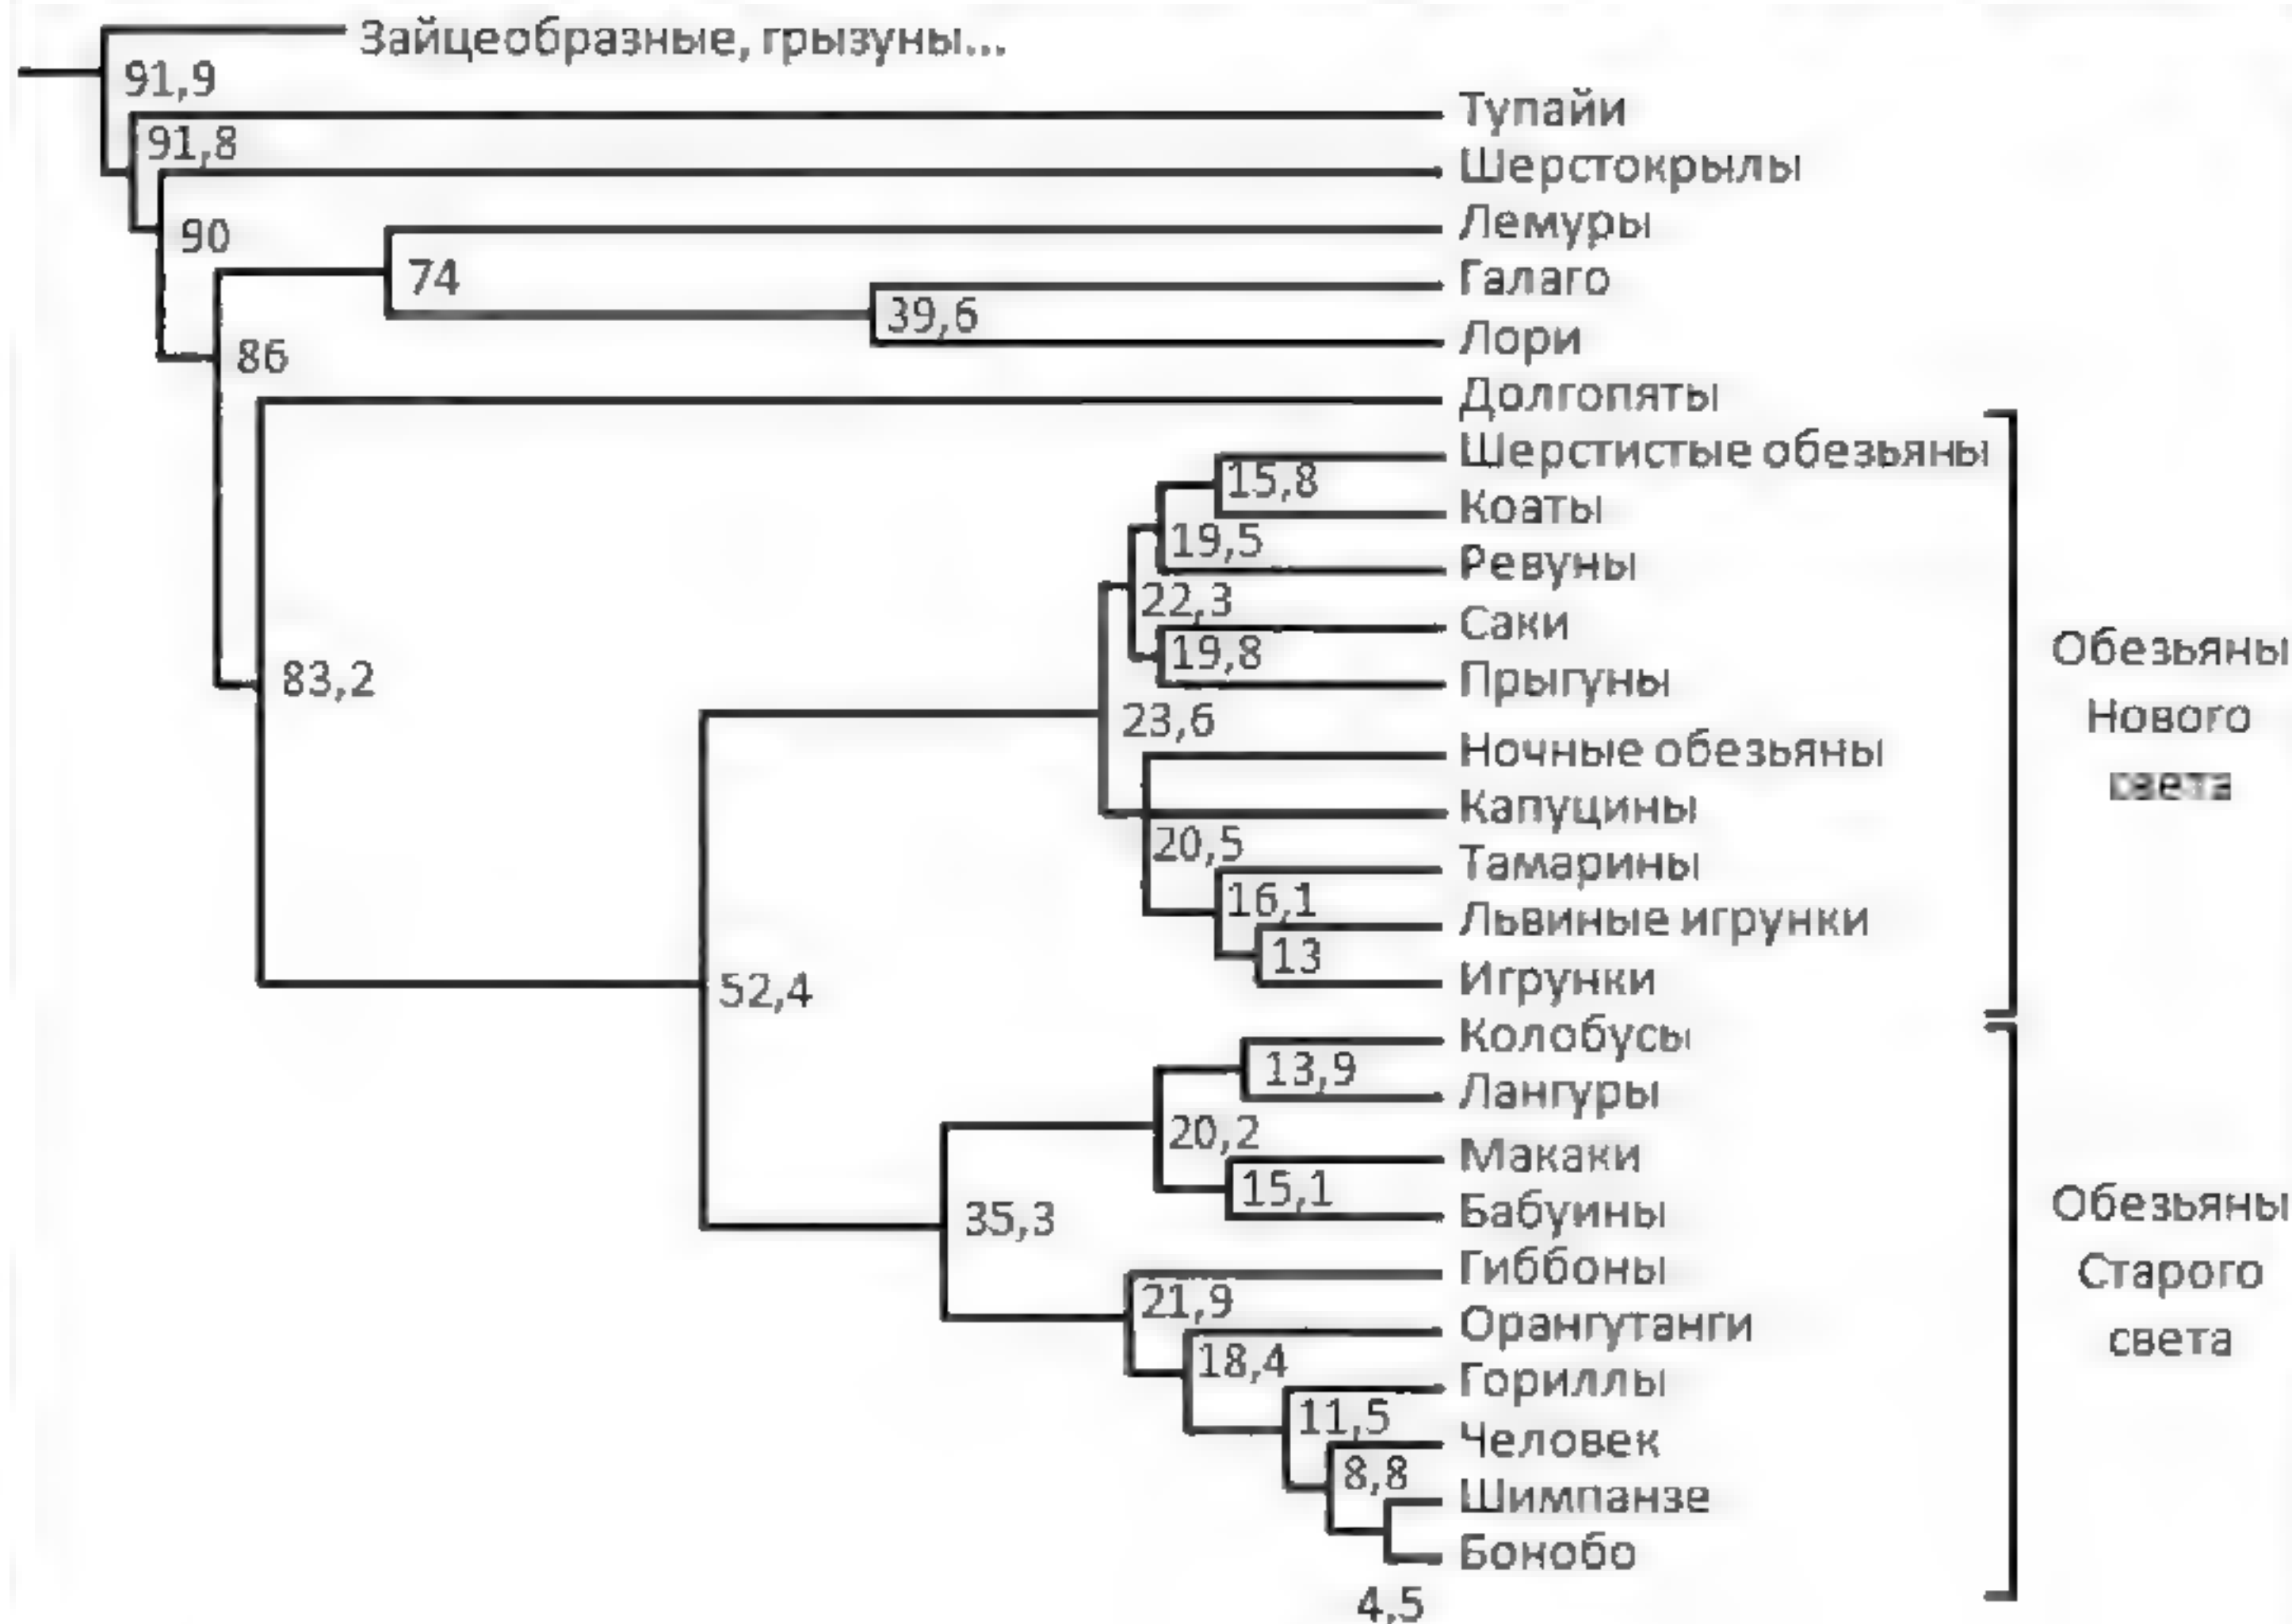 Зайцеобразные, грызуны...
91,9
Тупайи
91,8
Шерстокрылы
90
Лемуры
74
Галаго
39,6
Лори
86
Долгопяты
Шерстистые обезьяны
15,8
Коаты
19,5
Ревуны
22,3
Саки
19,8
Прыгуны
83,2
23,6
Обезьяны
Нового
света
Ночные обезьяны
Капуцины
20,5
Тамарины
16,1
Львиные игрунки
13
Игрунки
52,4
Колобусы
13,9
Лангуры
20,2
Макаки
15,1
Бабуины
35,3
Обезьяны
Старого
света
Гиббоны
21,9
Орангутанги
18,4
Гориллы
11,5
Человек
8,8
Шимпанзе
Бонобо
4,5